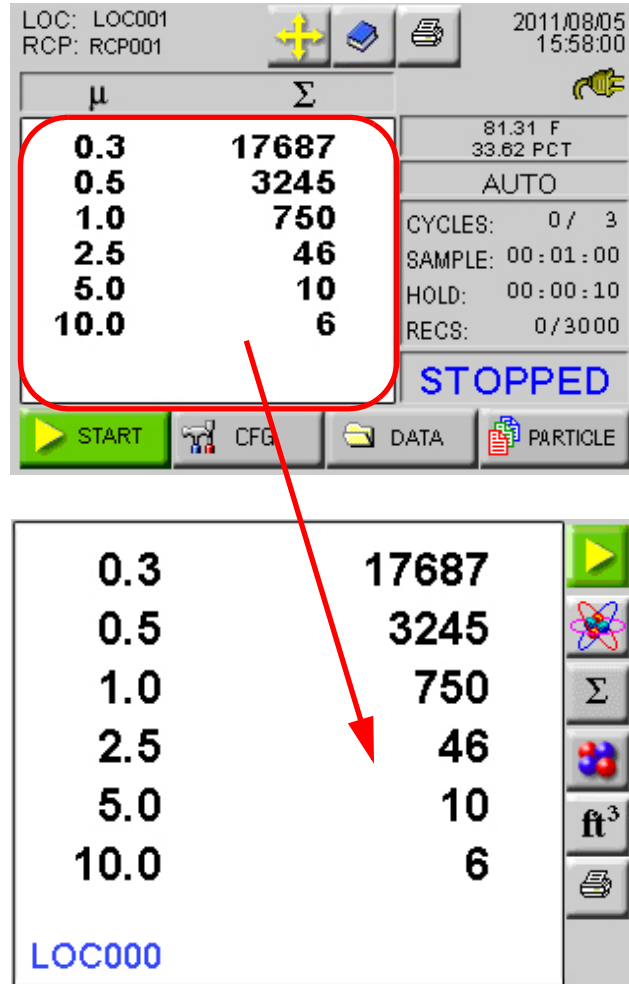 LOC: LOC001
RCP: RCP001
2011/08/05
15:58:00
μ Σ
0.3 17687
0.5 3245
1.0 750
2.5 46
5.0 10
10.0 6
81.31 F
33.62 PCT
AUTO
CYCLES: 0/ 3
SAMPLE: 00:01:00
HOLD: 00:00:10
RECS: 0/3000
STOPPED
START CFG DATA PARTICLE
0.3 17687
0.5 3245
1.0 750
2.5 46
5.0 10
10.0 6
LOC000
Σ
ft³